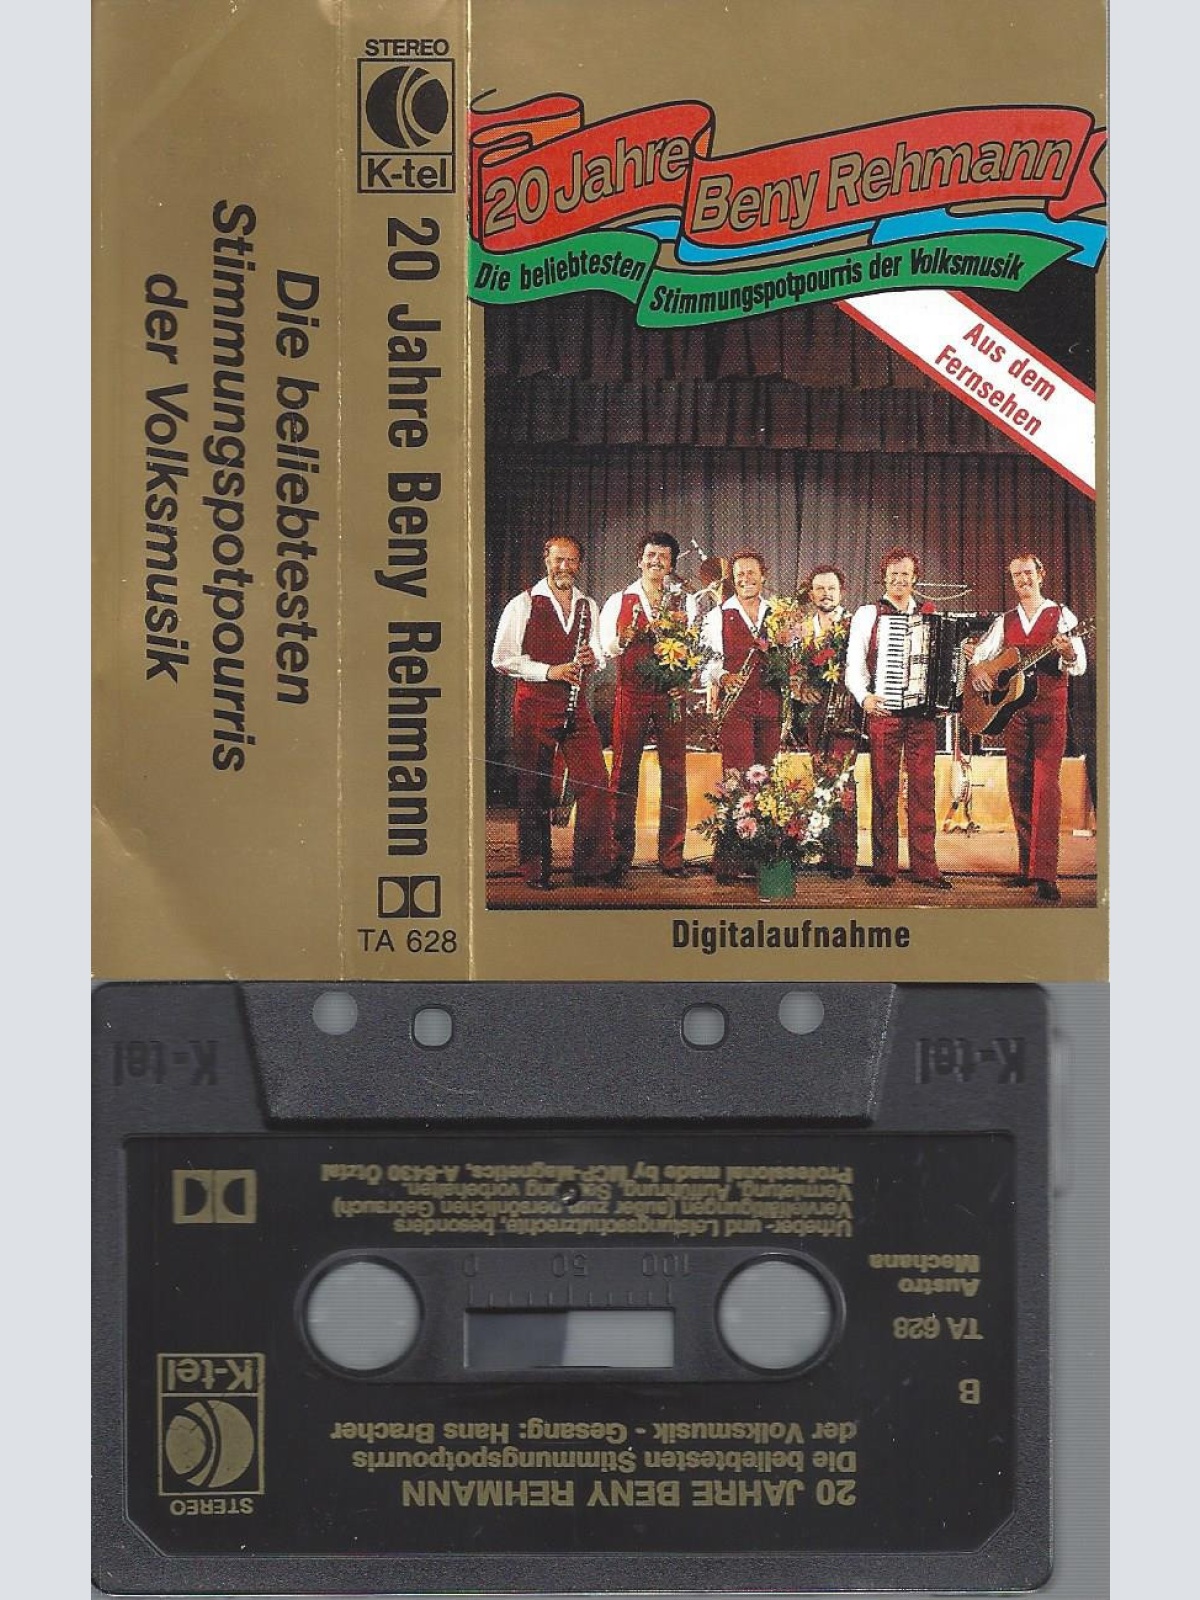 Die beliebtesten
Stimmungspotpourris
der Volksmusik
STEREO
K-tel
20 Jahre Beny Rehmann
TA 628
20 Jahre
Beny Rehmann
Die beliebtesten
Stimmungspotpourris der Volksmusik
Aus dem
Fernsehen
Digitalaufnahme
K-tel
K-tel
20 JAHRE BENY REHMANN
Die beliebtesten Stimmungspotpourris
der Volksmusik - Gesang: Hans Bracher
STEREO
K-tel
B
TA 628
Austro
Mechana
100 50 0
Urheber- und Leistungsschutzrechte, besonders
Vervielfältigungen (außer zum persönlichen Gebrauch)
Vermietung, Aufführung, Sendung vorbehalten.
Professional made by MCP-Magnetics, A-6430 Ötztal